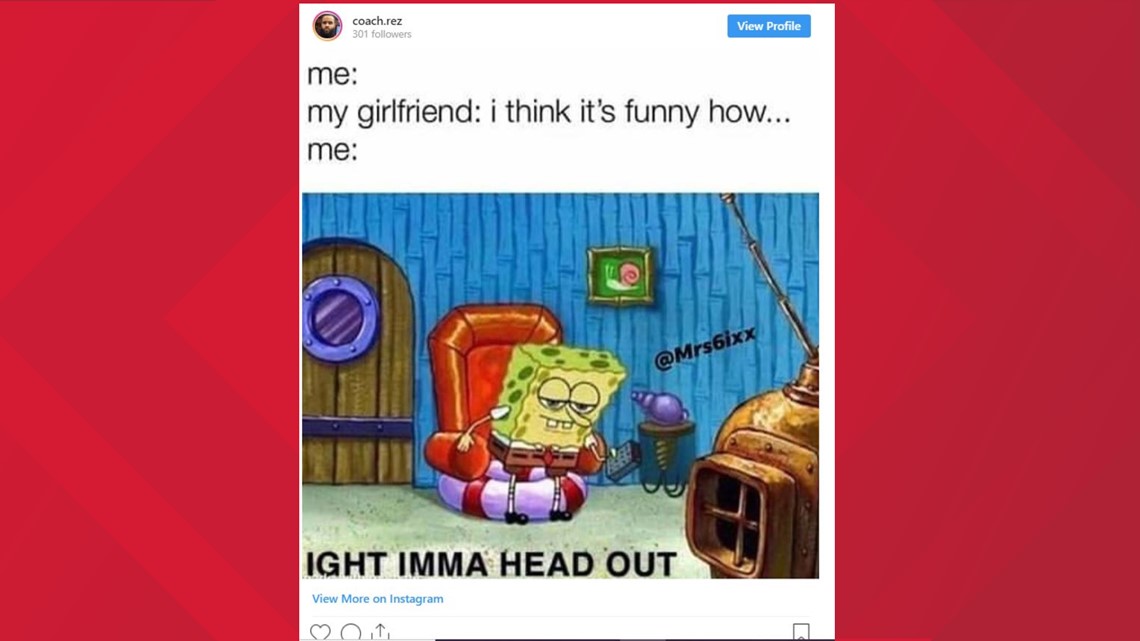 coach.rez
301 followers
View Profile
me:
my girlfriend: i think it's funny how...
me:
@Mrs6ixx
IGHT IMMA HEAD OUT
View More on Instagram